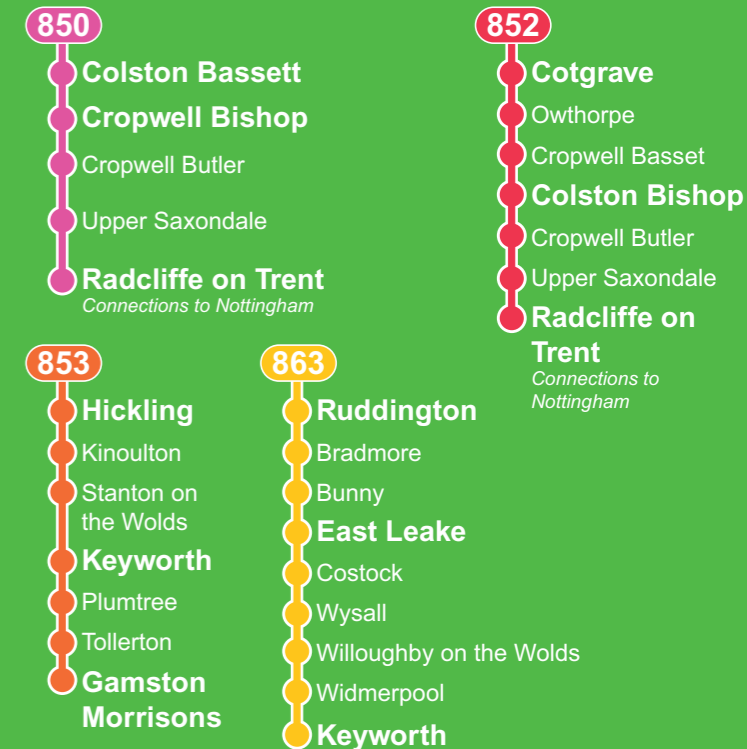 850
Colston Bassett
Cropwell Bishop
Cropwell Butler
Upper Saxondale
Radcliffe on Trent
Connections to Nottingham
852
Cotgrave
Owthorpe
Cropwell Basset
Colston Bishop
Cropwell Butler
Upper Saxondale
Radcliffe on
Trent
Connections to
Nottingham
853
Hickling
Kinoulton
Stanton on
the Wolds
Keyworth
Plumtree
Tollerton
Gamston
Morrisons
863
Ruddington
Bradmore
Bunny
East Leake
Costock
Wysall
Willoughby on the Wolds
Widmerpool
Keyworth